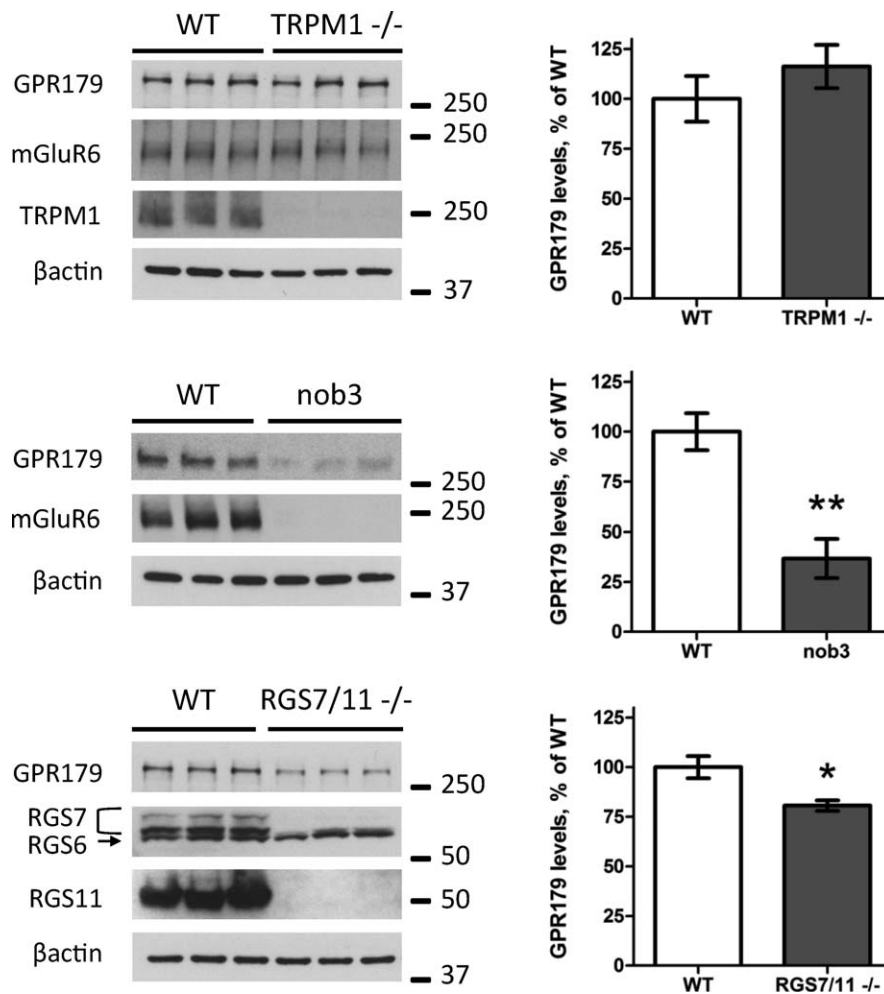 WT TRPM1 -/-
GPR179
250
250
mGluR6
TRPM1
250
βactin
37
GPR179 levels, % of WT
125
100
75
50
25
0
WT TRPM1 -/-
WT nob3
GPR179
250
mGluR6
250
βactin
37
GPR179 levels, % of WT
125
100
75
50
25
0
**
WT nob3
WT RGS7/11 -/-
GPR179
250
RGS7
RGS6
50
RGS11
50
βactin
37
GPR179 levels, % of WT
125
100
75
50
25
0
*
WT RGS7/11 -/-